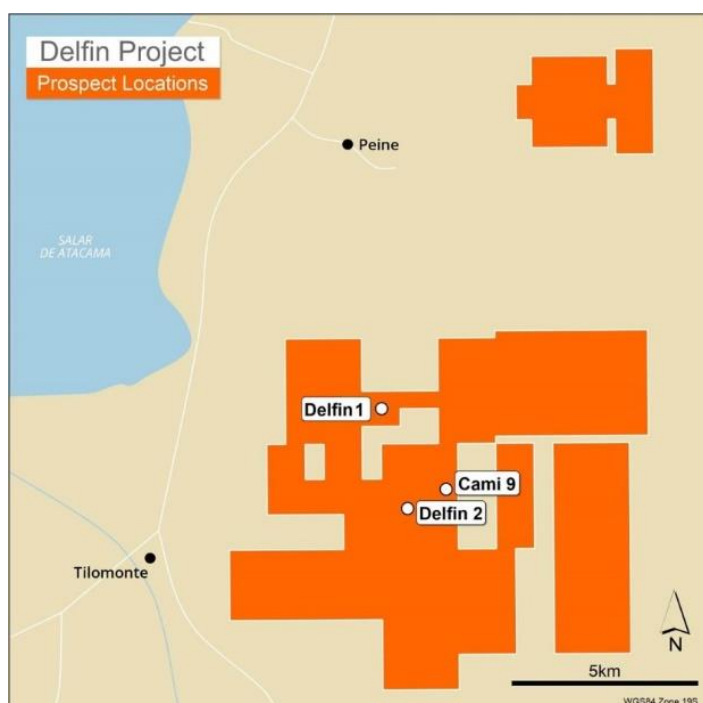 Delfin Project
Prospect Locations
Peine
SALAR
DE ATACAMA
Delfin 1
Cami 9
Delfin 2
Tilomonte
N
5km
WGS84 Zone 19S